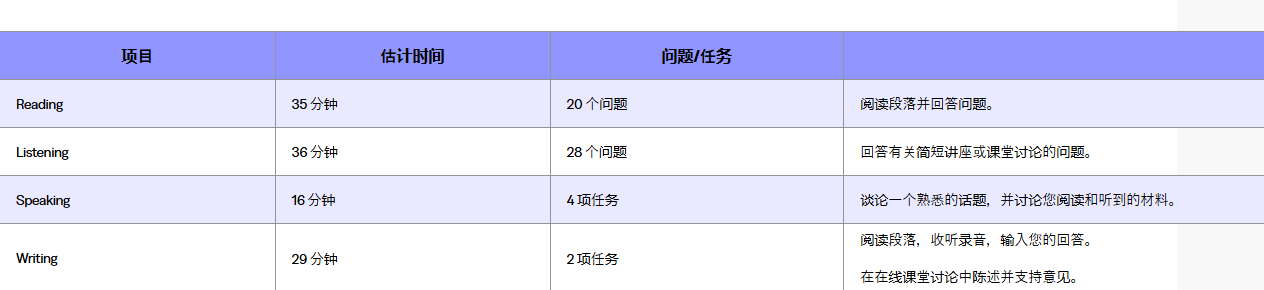 项目 估计时间 问题/任务
Reading 35 分钟 20 个问题 阅读段落并回答问题。
Listening 36 分钟 28 个问题 回答有关简短讲座或课堂讨论的问题。
Speaking 16 分钟 4 项任务 谈论一个熟悉的话题，并讨论您阅读和听到的材料。
Writing 29 分钟 2 项任务 阅读段落，收听录音，输入您的回答。
在在线课堂讨论中陈述并支持意见。